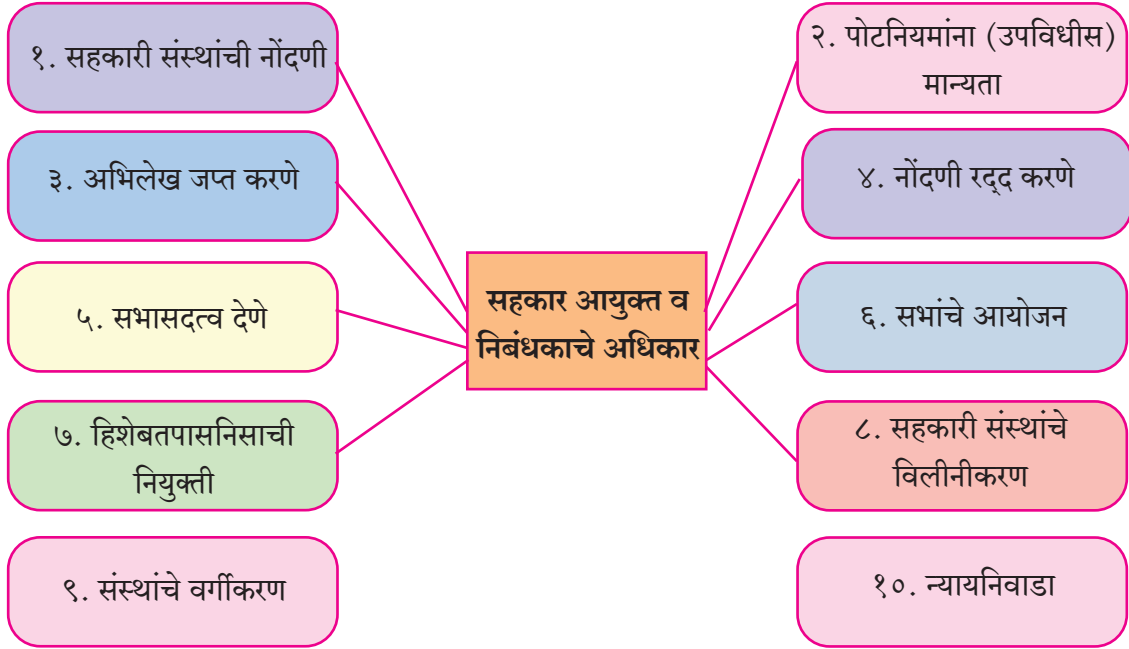 १. सहकारी संस्थांची नोंदणी
२. पोटनियमांना (उपविधीस)
मान्यता
३. अभिलेख जप्त करणे
४. नोंदणी रद्द करणे
सहकार आयुक्त व
निबंधकाचे अधिकार
५. सभासदत्व देणे
६. सभांचे आयोजन
७. हिशेबतपासनिसाची
नियुक्ती
८. सहकारी संस्थांचे
विलीनीकरण
९. संस्थांचे वर्गीकरण
१०. न्यायनिवाडा